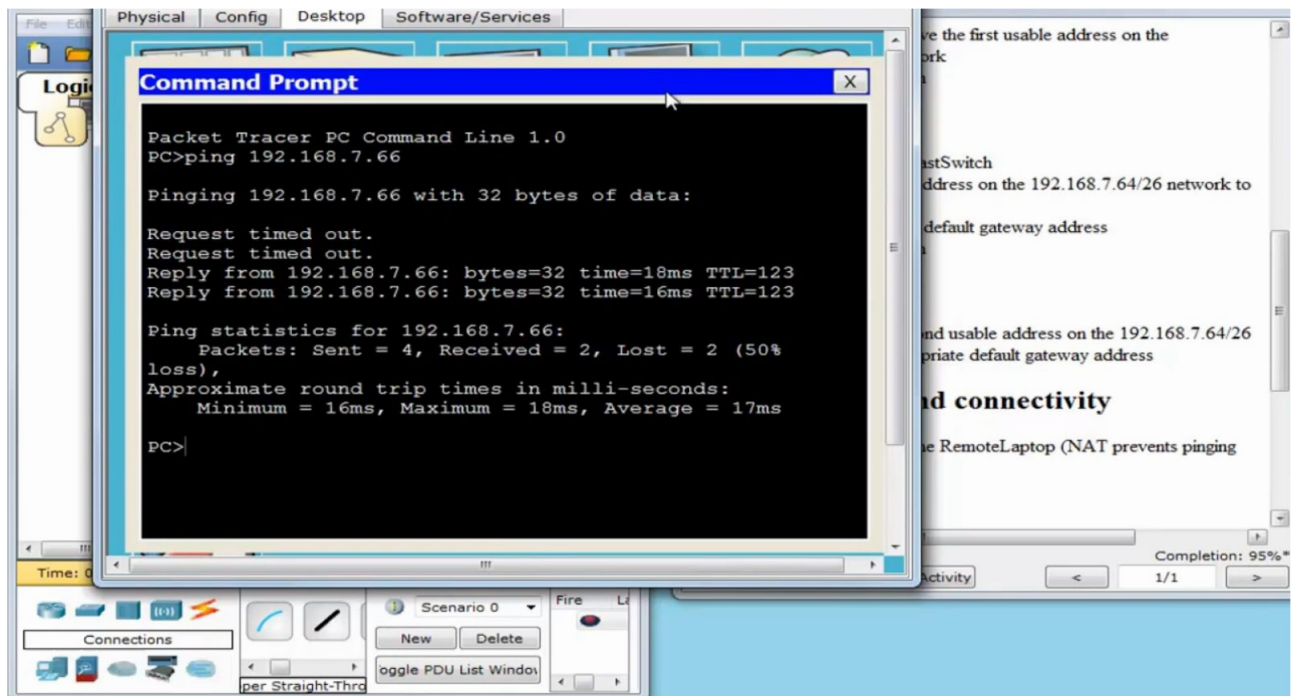 File Edit
Physical Config Desktop Software/Services
Logi
Command Prompt
X
Packet Tracer PC Command Line 1.0
PC>ping 192.168.7.66
Pinging 192.168.7.66 with 32 bytes of data:
Request timed out.
Request timed out.
Reply from 192.168.7.66: bytes=32 time=18ms TTL=123
Reply from 192.168.7.66: bytes=32 time=16ms TTL=123
Ping statistics for 192.168.7.66:
Packets: Sent = 4, Received = 2, Lost = 2 (50%
loss),
Approximate round trip times in milli-seconds:
Minimum = 16ms, Maximum = 18ms, Average = 17ms
PC>
ve the first usable address on the
ork
astSwitch
ddress on the 192.168.7.64/26 network to
default gateway address
ond usable address on the 192.168.7.64/26
priate default gateway address
nd connectivity
ne RemoteLaptop (NAT prevents pinging
Completion: 95%*
Activity < 1/1 >
Time: 0
Connections
Scenario 0
New Delete
oggle PDU List Window
Fire La
per Straight-Thro